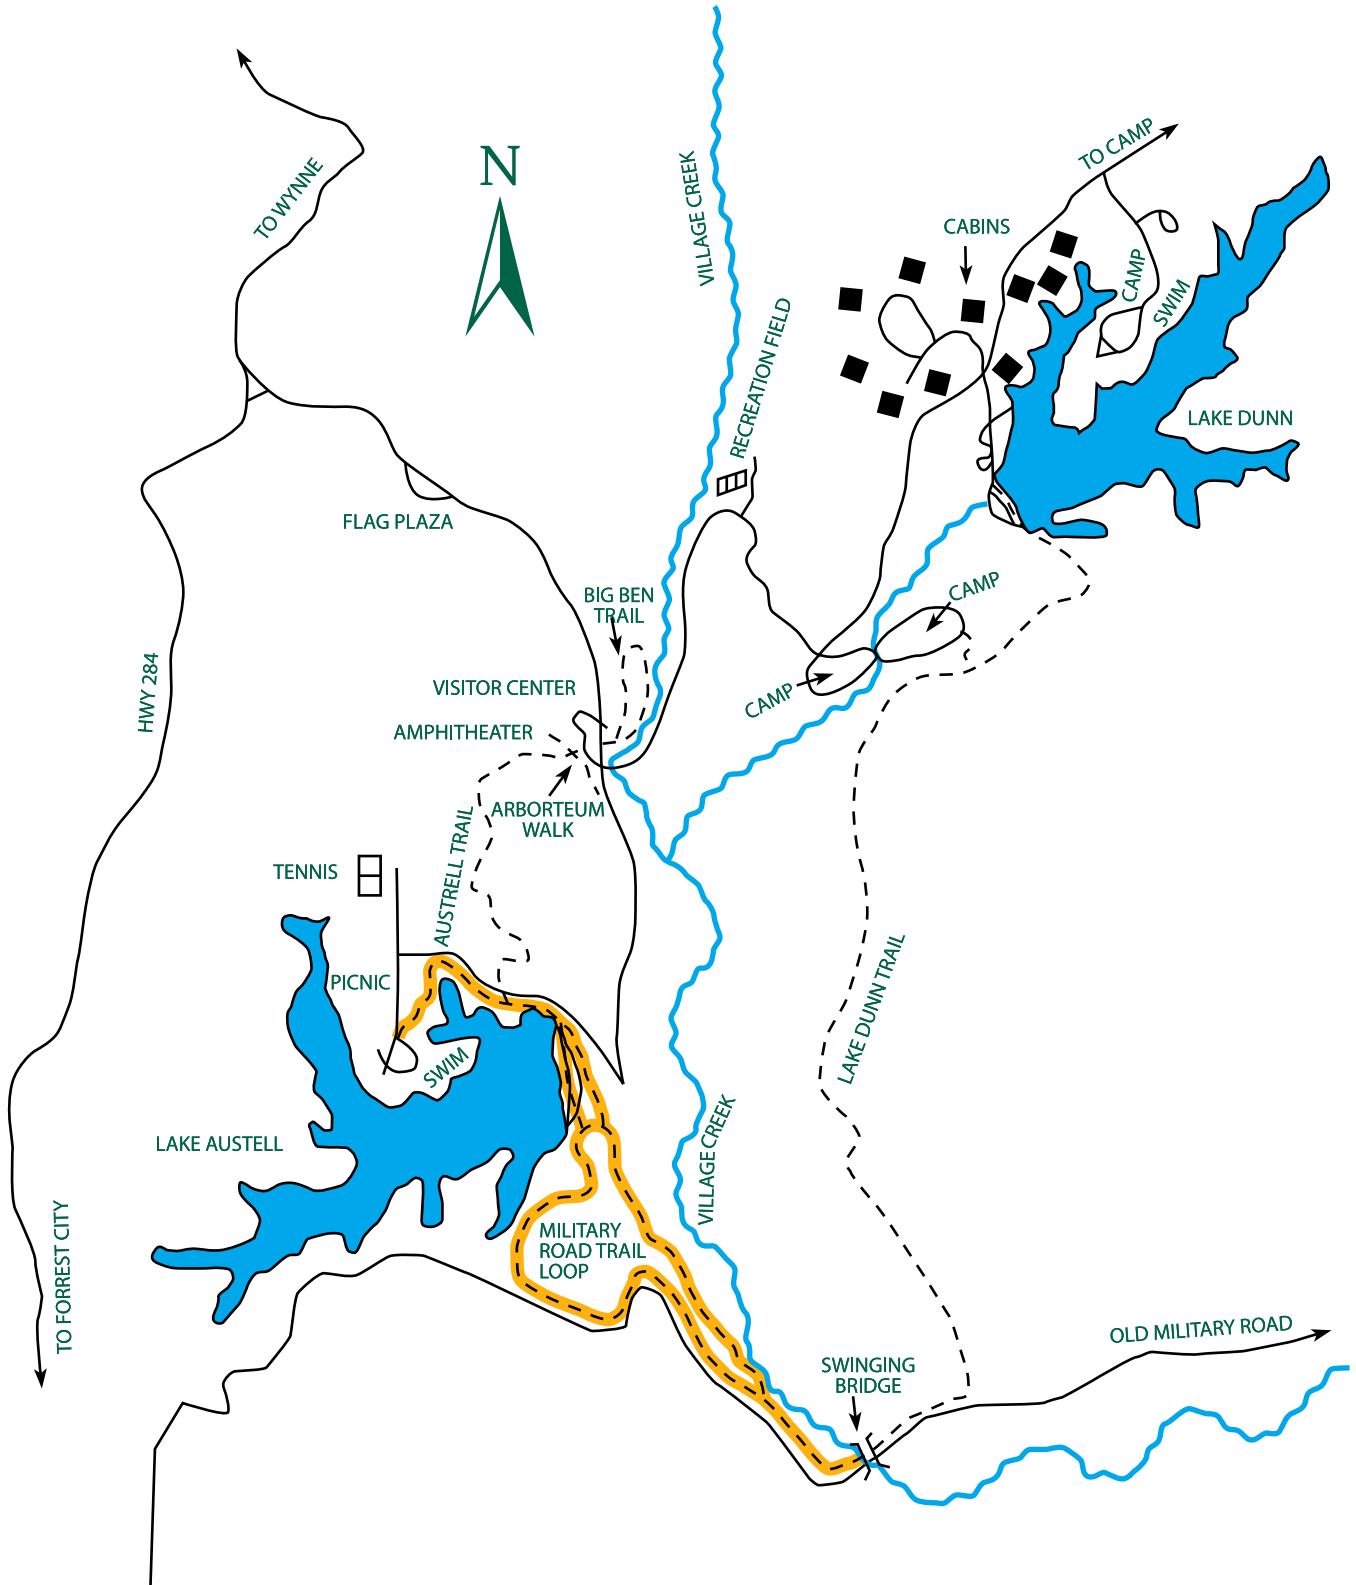 N
TO WYNNE
VILLAGE CREEK
TO CAMP
CABINS
CAMP
SWIM
RECREATION FIELD
LAKE DUNN
FLAG PLAZA
BIG BEN
TRAIL
CAMP
HWY 284
VISITOR CENTER
CAMP
AMPHITHEATER
ARBORTEUM
WALK
AUSTRELL TRAIL
TENNIS
PICNIC
LAKE DUNN TRAIL
SWIM
LAKE AUSTELL
VILLAGE CREEK
TO FORREST CITY
MILITARY
ROAD TRAIL
LOOP
OLD MILITARY ROAD
SWINGING
BRIDGE